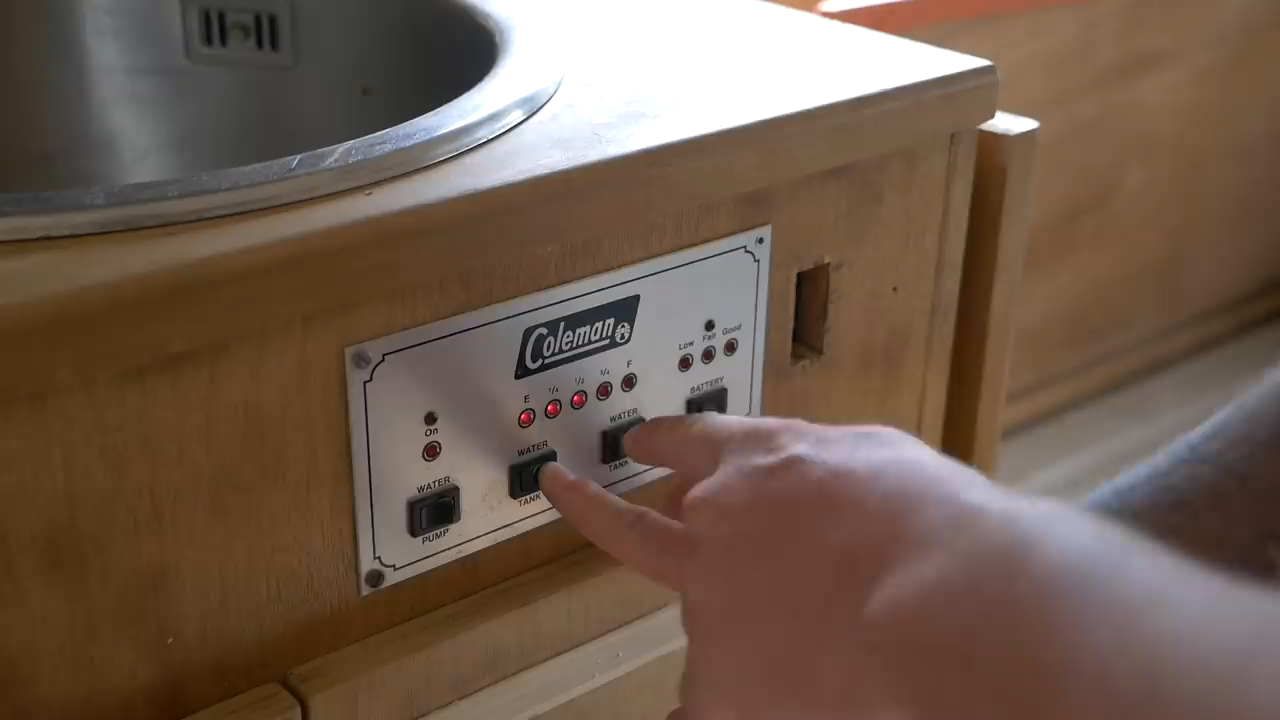 Coleman
On
WATER
PUMP
E 1/4 1/2 3/4 F
WATER
TANK
WATER
TANK
Low Fair Good
BATTERY